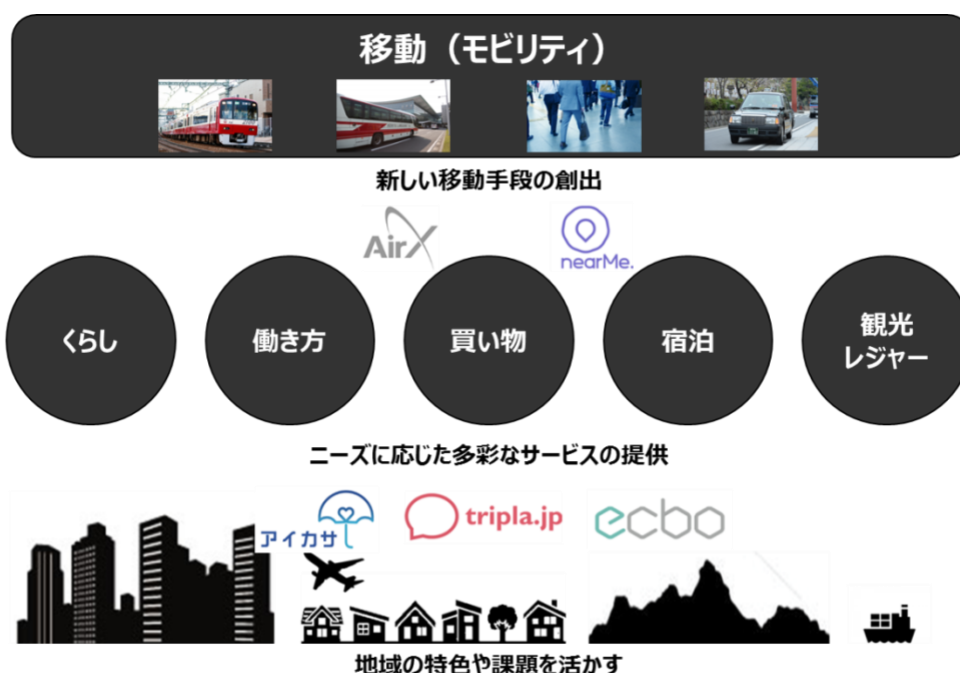 移動（モビリティ）
新しい移動手段の創出
AirX
nearMe.
くらし
働き方
買い物
宿泊
観光
レジャー
ニーズに応じた多彩なサービスの提供
アイカサ
tripla.jp
ecbo
地域の特色や課題を活かす